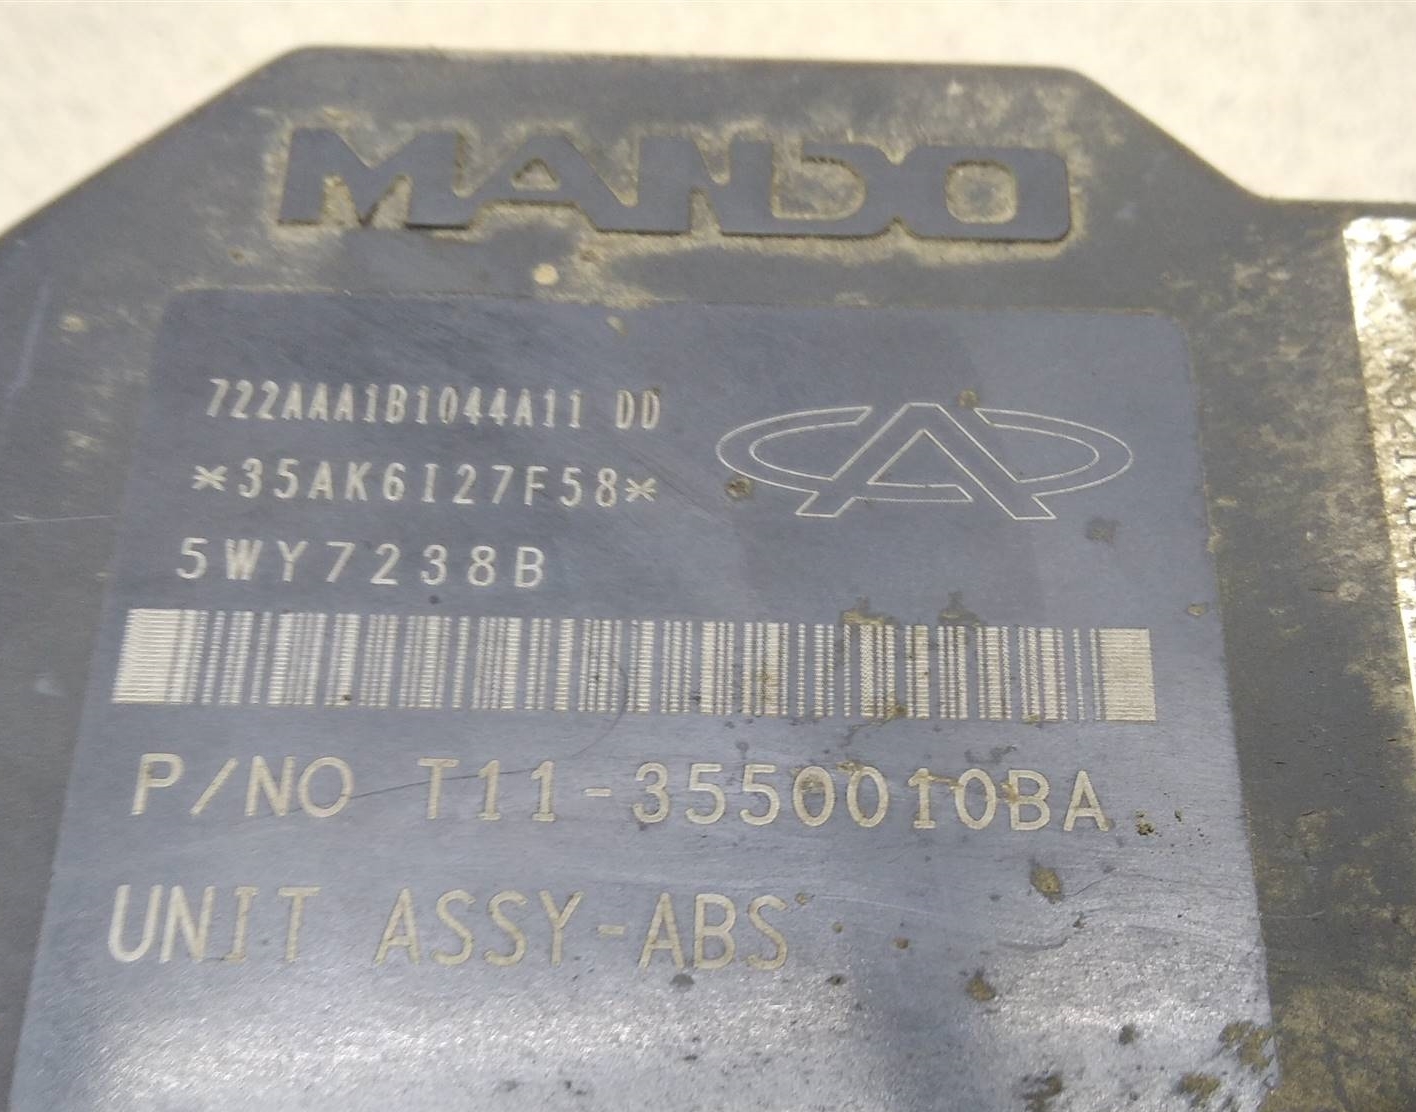 MANDO
722AAA1B1044A11 DD
*35AK6I27F58*
5WY7238B
P/NO T11-3550010BA
UNIT ASSY-ABS